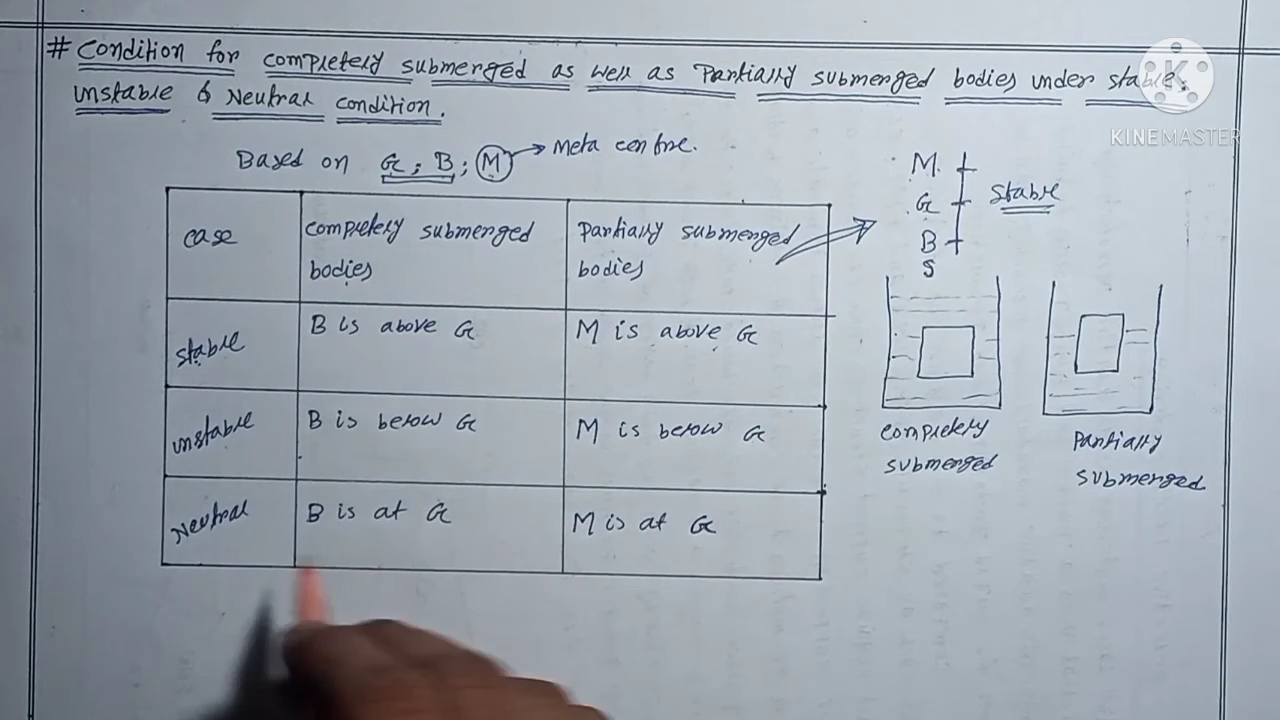 # Condition for completely submerged as well as Partially submerged bodies under stable,
unstable & Neutral condition.
Based on G ; B ; M → Meta centre.
case
completely submerged
bodies
Partially submerged
bodies
stable
B is above G
M is above G
unstable
B is below G
M is below G
Neutral
B is at G
M is at G
M
G stable
B
S
completely
submerged
Partially
submerged
K
KINEMASTER